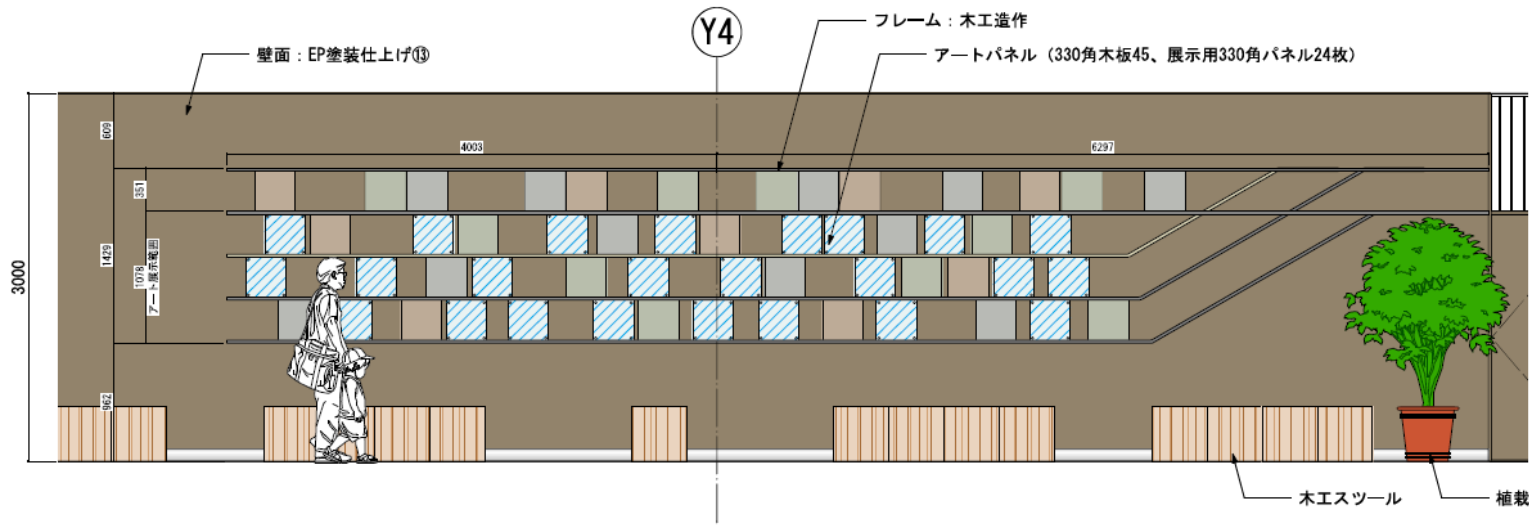 Y4
フレーム：木工造作
壁面：EP塗装仕上げ⑬
アートパネル（330角木板45、展示用330角パネル24枚）
609
4003
6297
351
1429
1078
アート展示範囲
3000
962
木工スツール
植栽